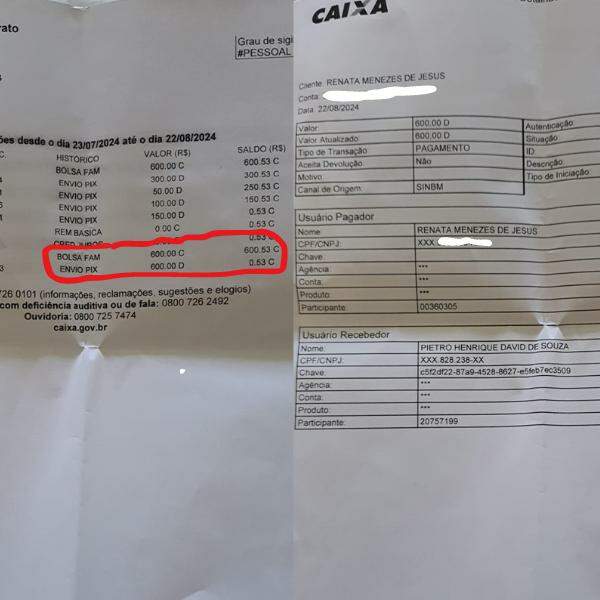 rato
Grau de sigi
#PESSOAL
ões desde o dia 23/07/2024 até o dia 22/08/2024
C. HISTORICO VALOR (R$) SALDO (R$)
BOLSA FAM 600.00 C 600.53 C
ENVIO PIX 300.00 D 300.53 C
ENVIO PIX 50.00 D 250.53 C
ENVIO PIX 100.00 D 150.53 C
ENVIO PIX 150.00 D 0.53 C
REM BASICA 0.00 C 0.53 C
CRED JUROS 0.53 C
BOLSA FAM 600.00 C 600.53 C
3 ENVIO PIX 600.00 D 0.53 C
726 0101 (informações, reclamações, sugestões e elogios)
com deficiência auditiva ou de fala: 0800 726 2492
Ouvidoria: 0800 725 7474
caixa.gov.br
CAIXA
Cliente: RENATA MENEZES DE JESUS
Conta:
Data: 22/08/2024
Valor: 600,00 D Autenticação:
Valor Atualizado: 600,00 D Situação:
Tipo de Transação: PAGAMENTO ID:
Aceita Devolução: Não Descrição:
Motivo: Tipo de Iniciação:
Canal de Origem: SINBM
Usuário Pagador
Nome: RENATA MENEZES DE JESUS
CPF/CNPJ: XXX
Chave:
Agência: ***
Conta: ***
Produto: ***
Participante: 00360305
Usuário Recebedor
Nome: PIETRO HENRIQUE DAVID DE SOUZA
CPF/CNPJ: XXX.828.238-XX
Chave: c5f2df22-87a9-4528-8627-e5feb7ec3509
Agência: ***
Conta: ***
Produto: ***
Participante: 20757199